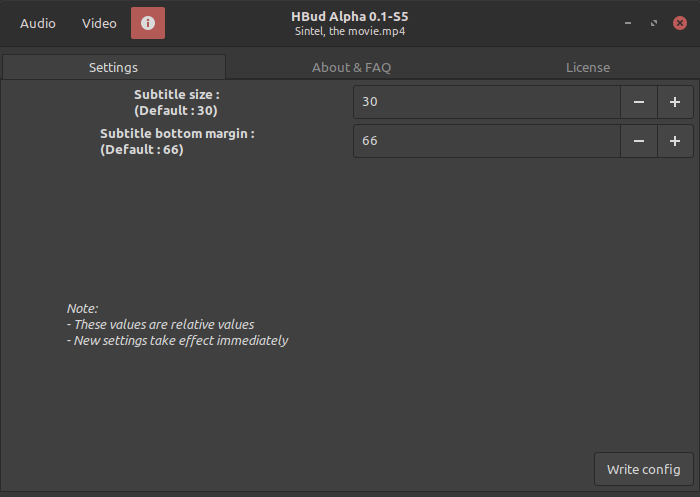 Audio
Video
HBud Alpha 0.1-S5
Sintel, the movie.mp4
Settings
About & FAQ
License
Subtitle size :
(Default : 30)
30
Subtitle bottom margin :
(Default : 66)
66
Note:
- These values are relative values
- New settings take effect immediately
Write config